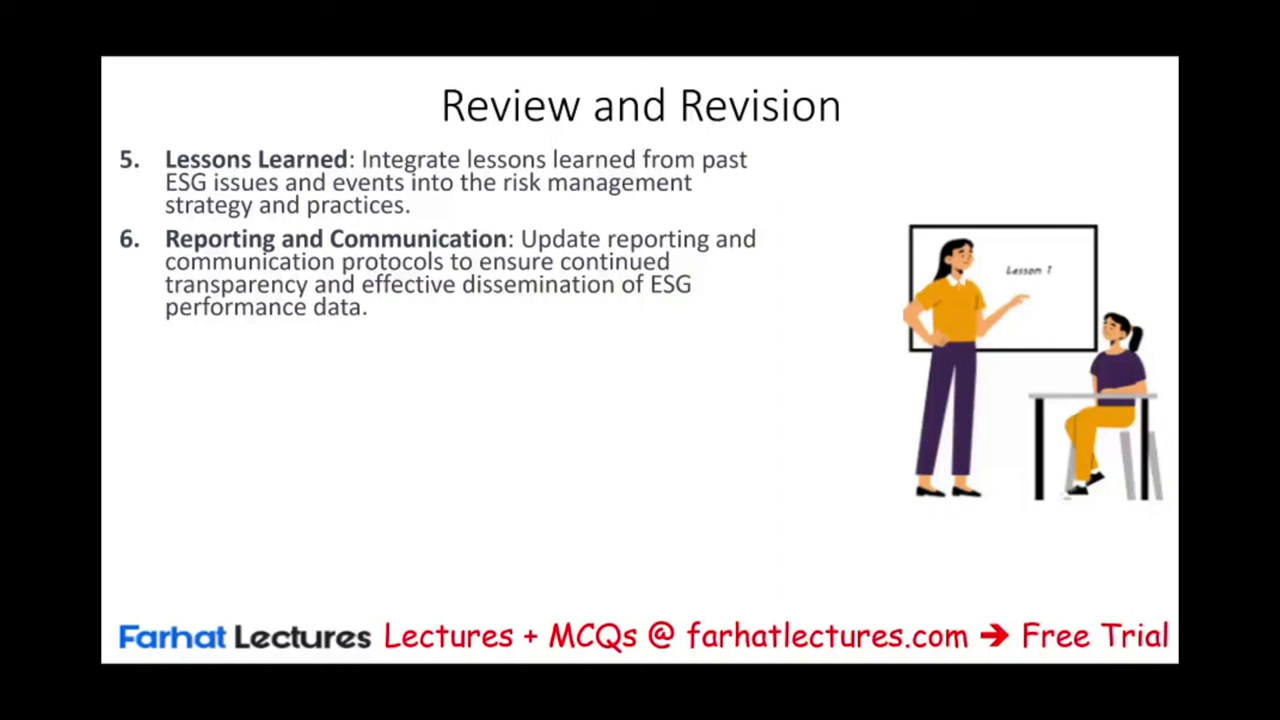 Review and Revision
5. Lessons Learned: Integrate lessons learned from past
ESG issues and events into the risk management
strategy and practices.
6. Reporting and Communication: Update reporting and
communication protocols to ensure continued
transparency and effective dissemination of ESG
performance data.
Lesson 1
Farhat Lectures Lectures + MCQs @ farhatlectures.com ➔ Free Trial